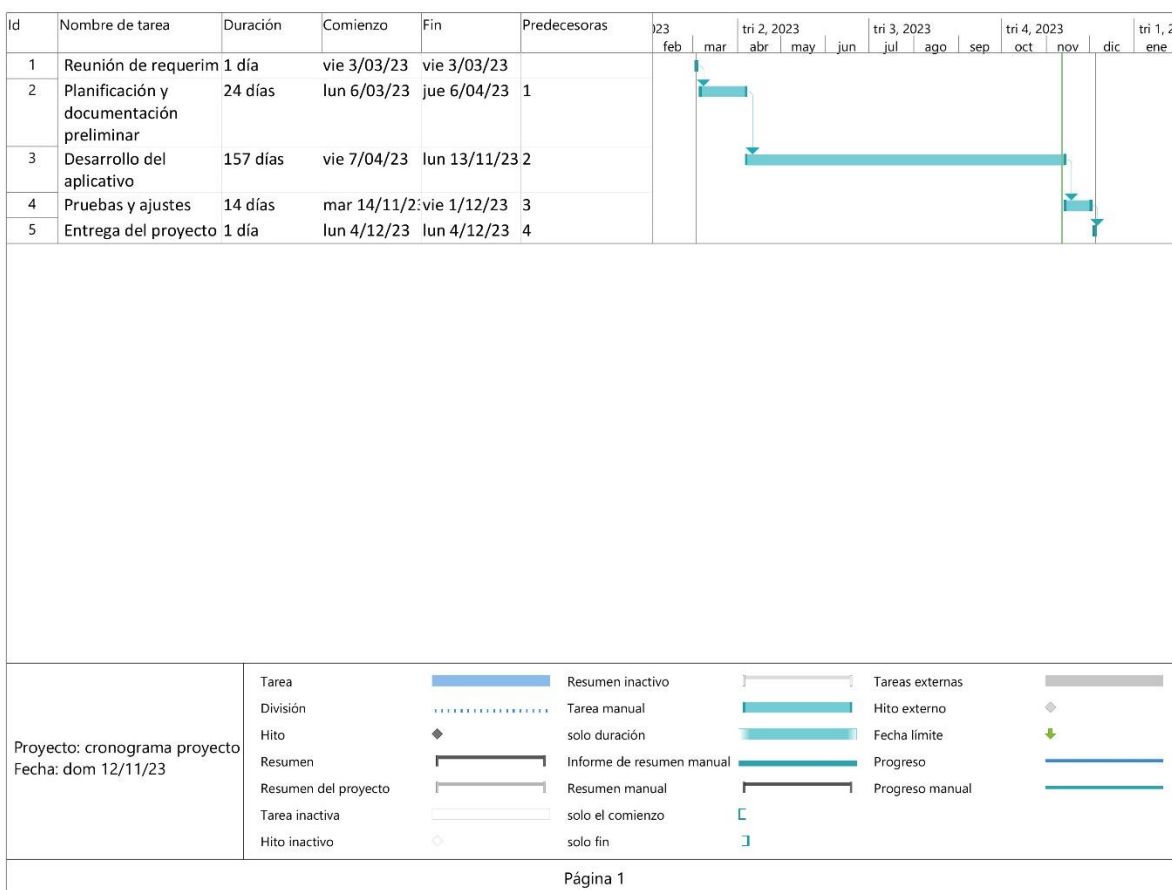 Id Nombre de tarea Duración Comienzo Fin Predecesoras
023 tri 2, 2023 tri 3, 2023 tri 4, 2023 tri 1, 2
feb mar abr may jun jul ago sep oct nov dic ene
1 Reunión de requerim 1 día vie 3/03/23 vie 3/03/23
2 Planificación y 24 días lun 6/03/23 jue 6/04/23 1
documentación
preliminar
3 Desarrollo del 157 días vie 7/04/23 lun 13/11/23 2
aplicativo
4 Pruebas y ajustes 14 días mar 14/11/23 vie 1/12/23 3
5 Entrega del proyecto 1 día lun 4/12/23 lun 4/12/23 4
Proyecto: cronograma proyecto
Fecha: dom 12/11/23
Tarea
División
Hito
Resumen
Resumen del proyecto
Tarea inactiva
Hito inactivo
Resumen inactivo
Tarea manual
solo duración
Informe de resumen manual
Resumen manual
solo el comienzo
solo fin
Tareas externas
Hito externo
Fecha límite
Progreso
Progreso manual
Página 1